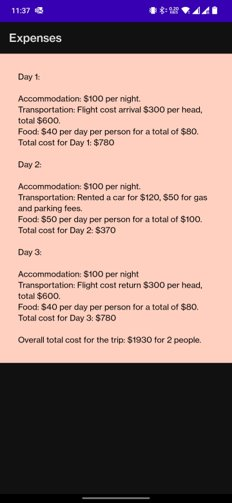 11:37
0.20
KB/S
Expenses
Day 1:
Accommodation: $100 per night.
Transportation: Flight cost arrival $300 per head,
total $600.
Food: $40 per day per person for a total of $80.
Total cost for Day 1: $780
Day 2:
Accommodation: $100 per night.
Transportation: Rented a car for $120, $50 for gas
and parking fees.
Food: $50 per day per person for a total of $100.
Total cost for Day 2: $370
Day 3:
Accommodation: $100 per night
Transportation: Flight cost return $300 per head,
total $600.
Food: $40 per day per person for a total of $80.
Total cost for Day 3: $780
Overall total cost for the trip: $1930 for 2 people.